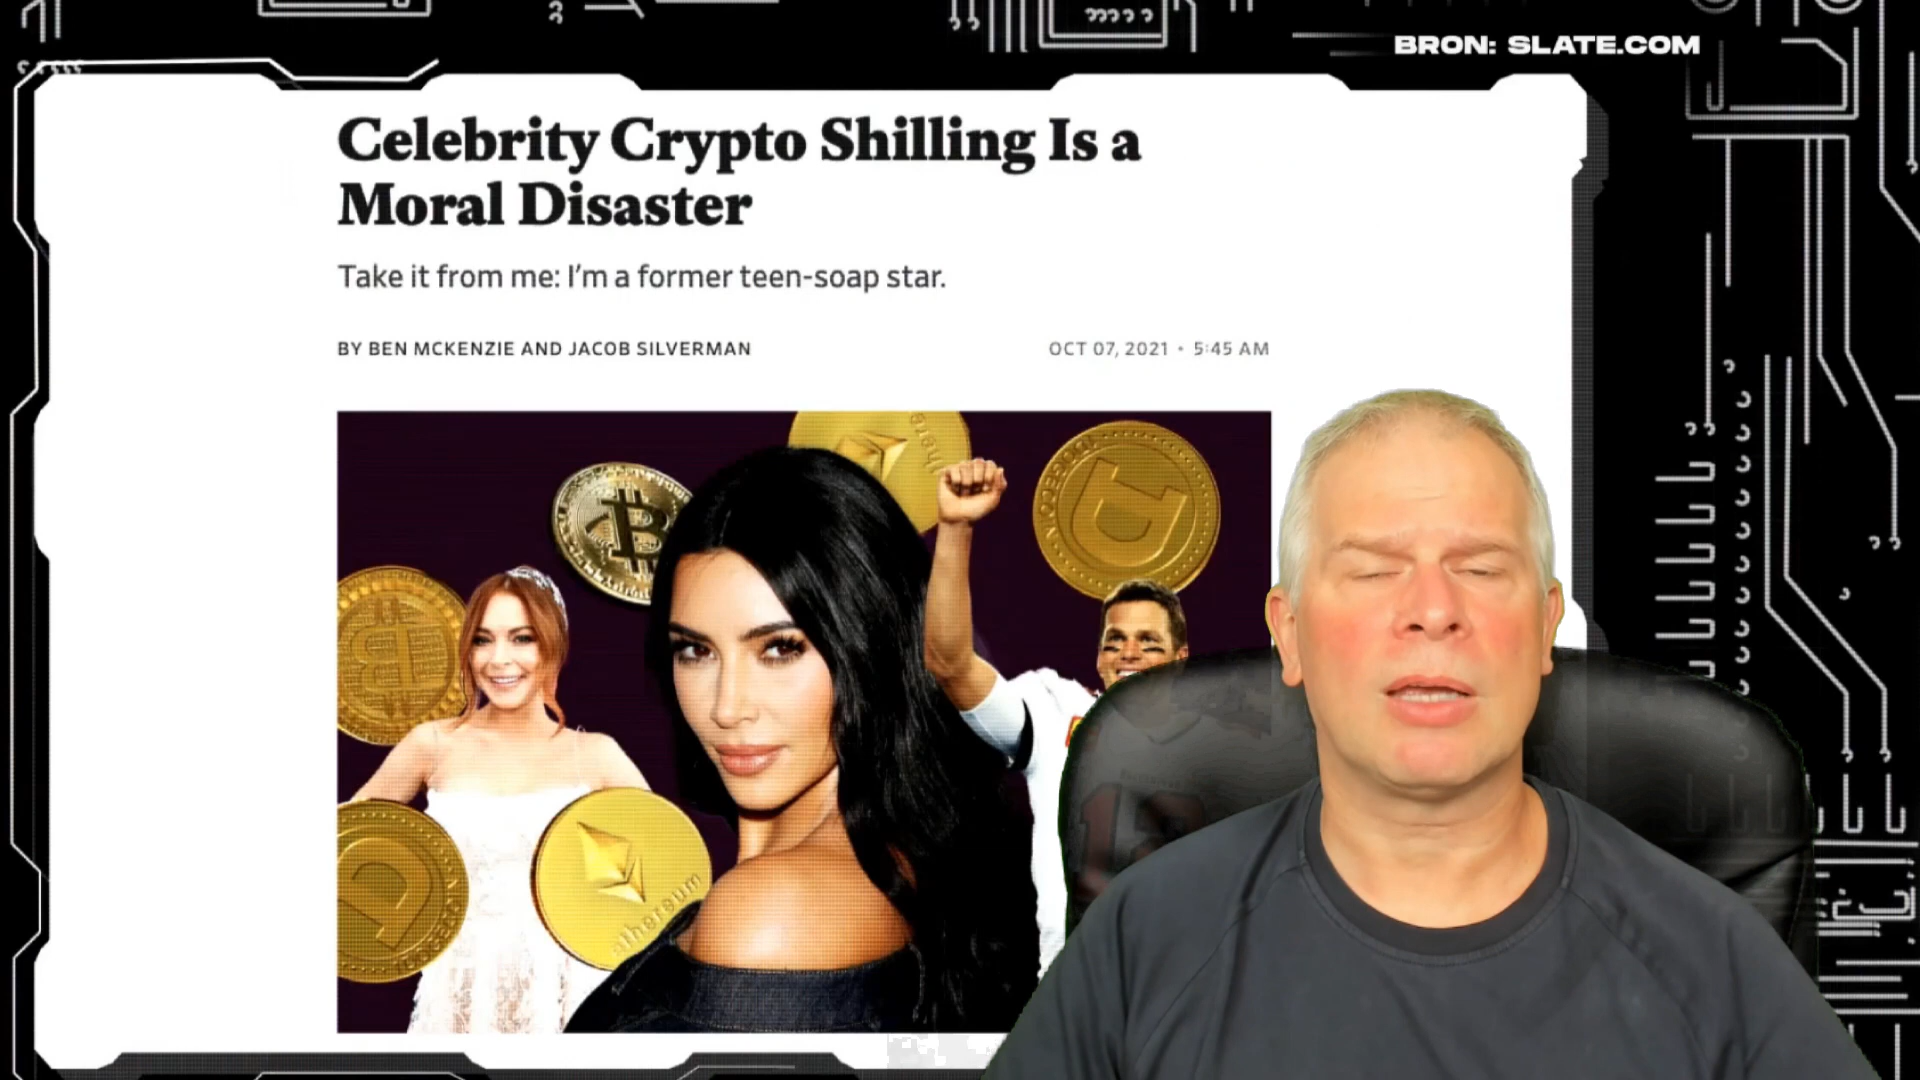 BRON: SLATE.COM
Celebrity Crypto Shilling Is a
Moral Disaster
Take it from me: I'm a former teen-soap star.
BY BEN MCKENZIE AND JACOB SILVERMAN
OCT 07, 2021 • 5:45 AM
ethereum